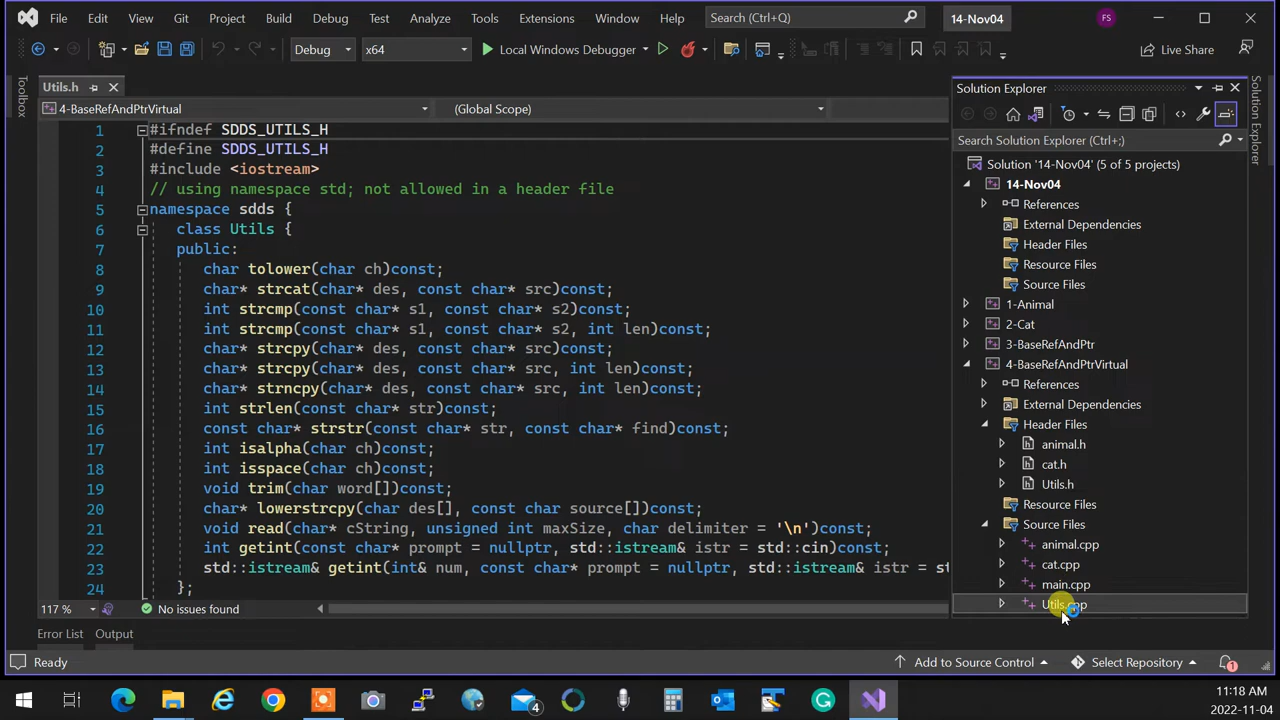 File Edit View Git Project Build Debug Test Analyze Tools Extensions Window Help Search (Ctrl+Q) 14-Nov04 FS
Debug x64 Local Windows Debugger Live Share
Toolbox
Utils.h
4-BaseRefAndPtrVirtual (Global Scope)
1 #ifndef SDDS_UTILS_H
2 #define SDDS_UTILS_H
3 #include <iostream>
4 // using namespace std; not allowed in a header file
5 namespace sdds {
6 class Utils {
7 public:
8 char tolower(char ch)const;
9 char* strcat(char* des, const char* src)const;
10 int strcmp(const char* s1, const char* s2)const;
11 int strcmp(const char* s1, const char* s2, int len)const;
12 char* strcpy(char* des, const char* src)const;
13 char* strcpy(char* des, const char* src, int len)const;
14 char* strncpy(char* des, const char* src, int len)const;
15 int strlen(const char* str)const;
16 const char* strstr(const char* str, const char* find)const;
17 int isalpha(char ch)const;
18 int isspace(char ch)const;
19 void trim(char word[])const;
20 char* lowerstrcpy(char des[], const char source[])const;
21 void read(char* cString, unsigned int maxSize, char delimiter = '\n')const;
22 int getint(const char* prompt = nullptr, std::istream& istr = std::cin)const;
23 std::istream& getint(int& num, const char* prompt = nullptr, std::istream& istr = st
24 };
117 % No issues found
Error List Output
Solution Explorer
Search Solution Explorer (Ctrl+;)
Solution '14-Nov04' (5 of 5 projects)
14-Nov04
References
External Dependencies
Header Files
Resource Files
Source Files
1-Animal
2-Cat
3-BaseRefAndPtr
4-BaseRefAndPtrVirtual
References
External Dependencies
Header Files
animal.h
cat.h
Utils.h
Resource Files
Source Files
animal.cpp
cat.cpp
main.cpp
Utils.cpp
Solution Explorer
Ready Add to Source Control Select Repository 1
4
11:18 AM
2022-11-04